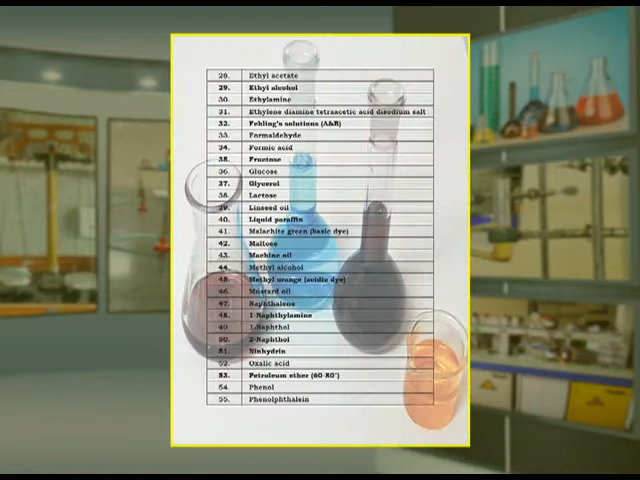 28. Ethyl acetate
29. Ethyl alcohol
30. Ethylamine
31. Ethylene diamine tetraacetic acid disodium salt
32. Fehling's solutions (A&B)
33. Formaldehyde
34. Formic acid
35. Fructose
36. Glucose
37. Glycerol
38. Lactose
39. Linseed oil
40. Liquid paraffin
41. Malachite green (basic dye)
42. Maltose
43. Machine oil
44. Methyl alcohol
45. Methyl orange (acidic dye)
46. Mustard oil
47. Naphthalene
48. 1-Naphthylamine
49. 1-Naphthol
50. 2-Naphthol
51. Ninhydrin
52. Oxalic acid
53. Petroleum ether (60-80°)
54. Phenol
55. Phenolphthalein